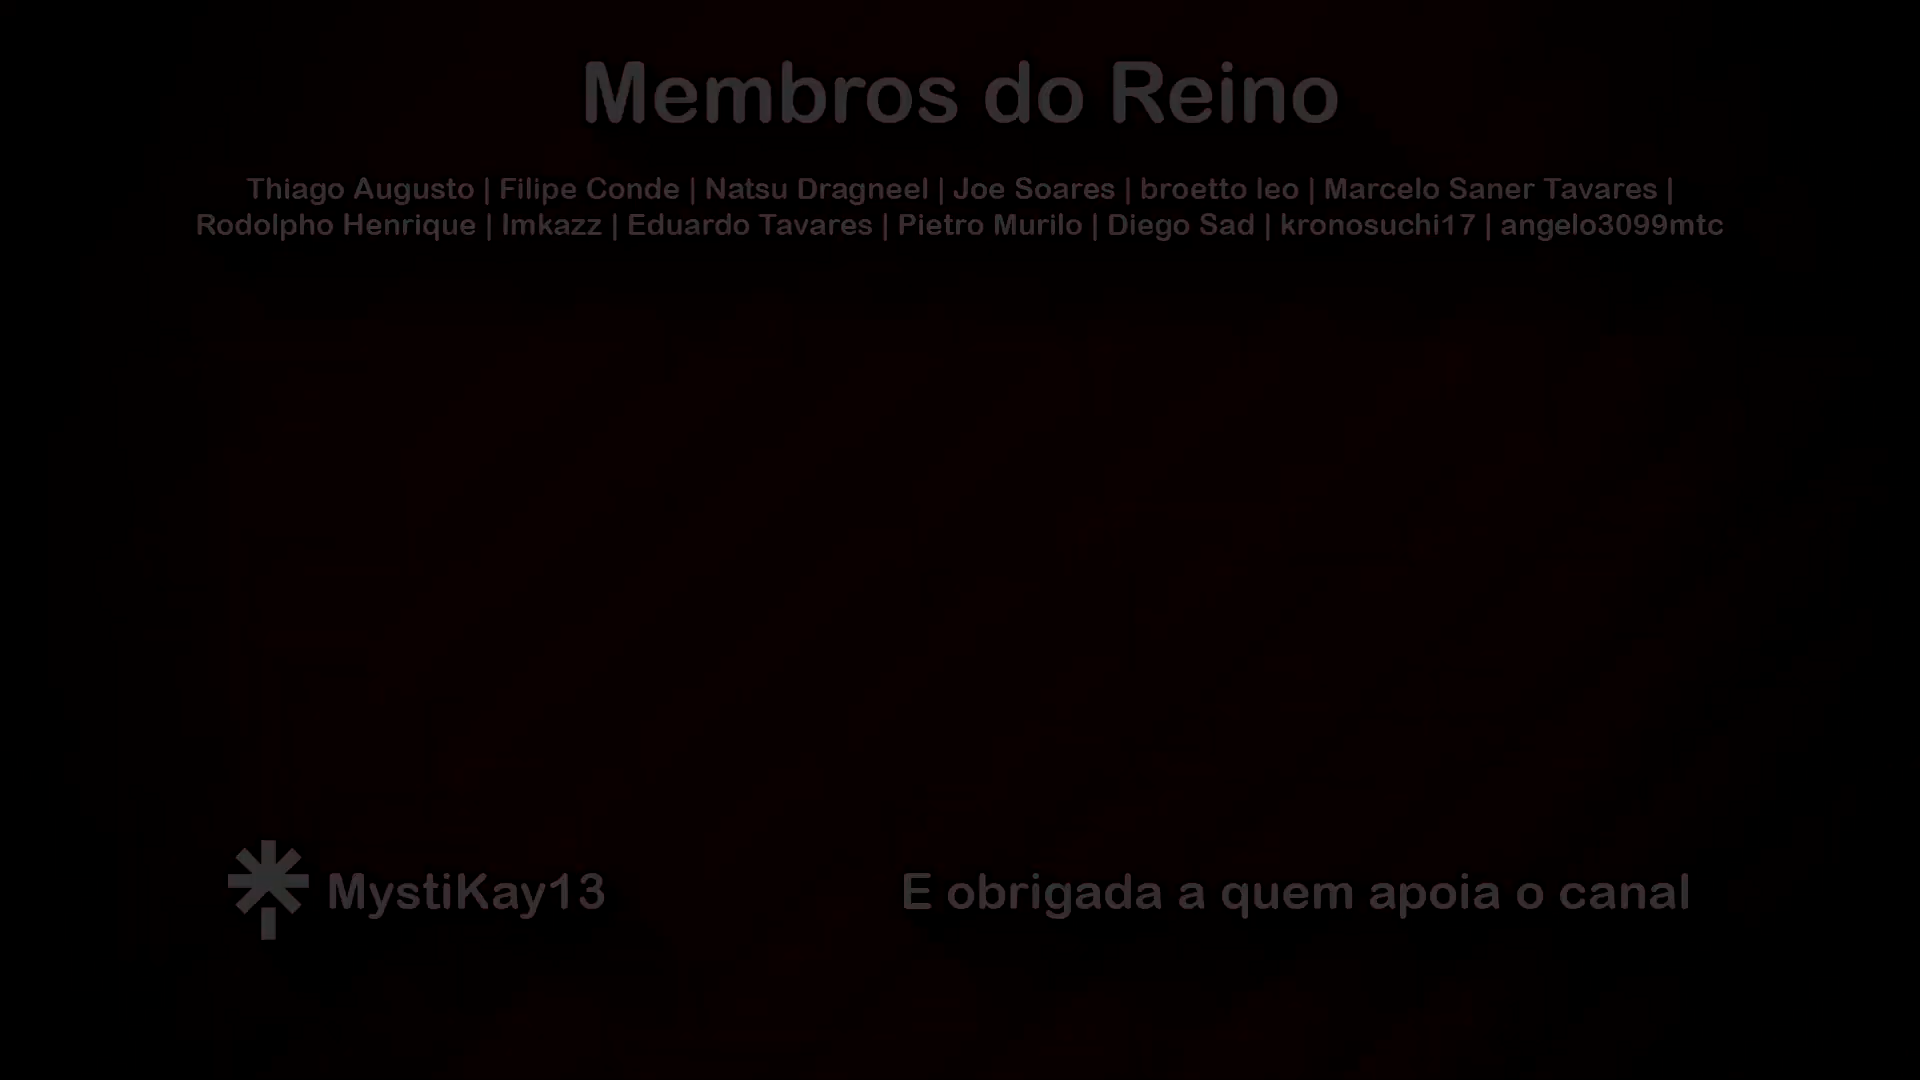 Membros do Reino
Thiago Augusto | Filipe Conde | Natsu Dragneel | Joe Soares | broetto leo | Marcelo Saner Tavares |
Rodolpho Henrique | Imkazz | Eduardo Tavares | Pietro Murilo | Diego Sad | kronosuchi17 | angelo3099mtc
MystiKay13
E obrigada a quem apoia o canal